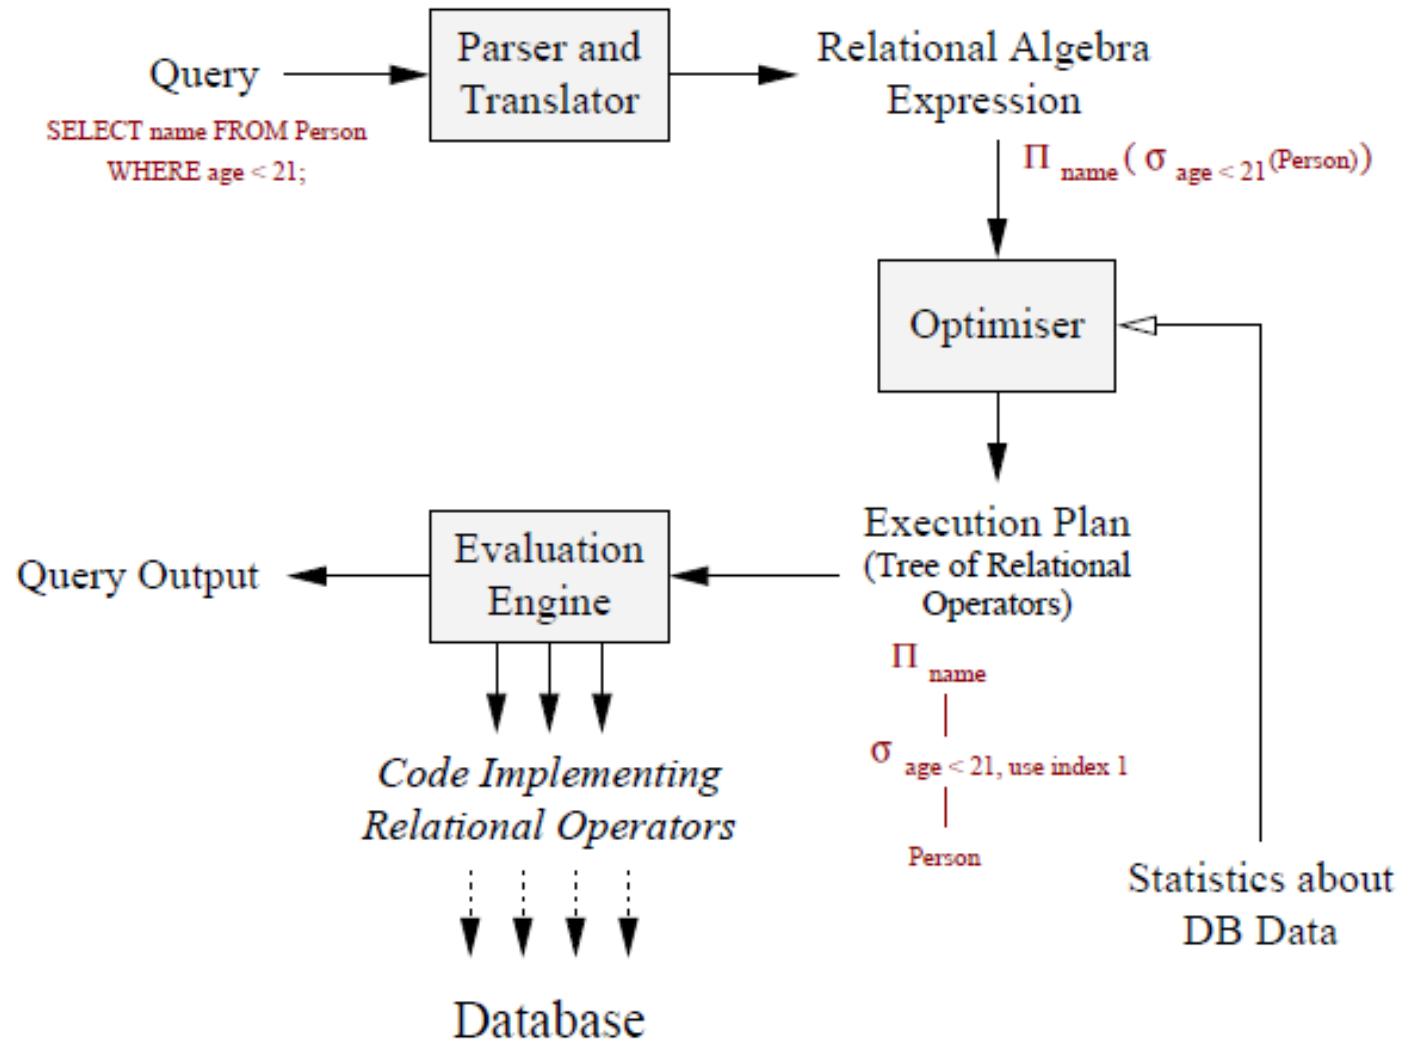 Query
SELECT name FROM Person
WHERE age < 21;
Parser and
Translator
Relational Algebra
Expression
Π name ( σ age < 21 (Person) )
Optimiser
Execution Plan
(Tree of Relational
Operators)
Π name
σ age < 21, use index 1
Person
Statistics about
DB Data
Evaluation
Engine
Query Output
Code Implementing
Relational Operators
Database